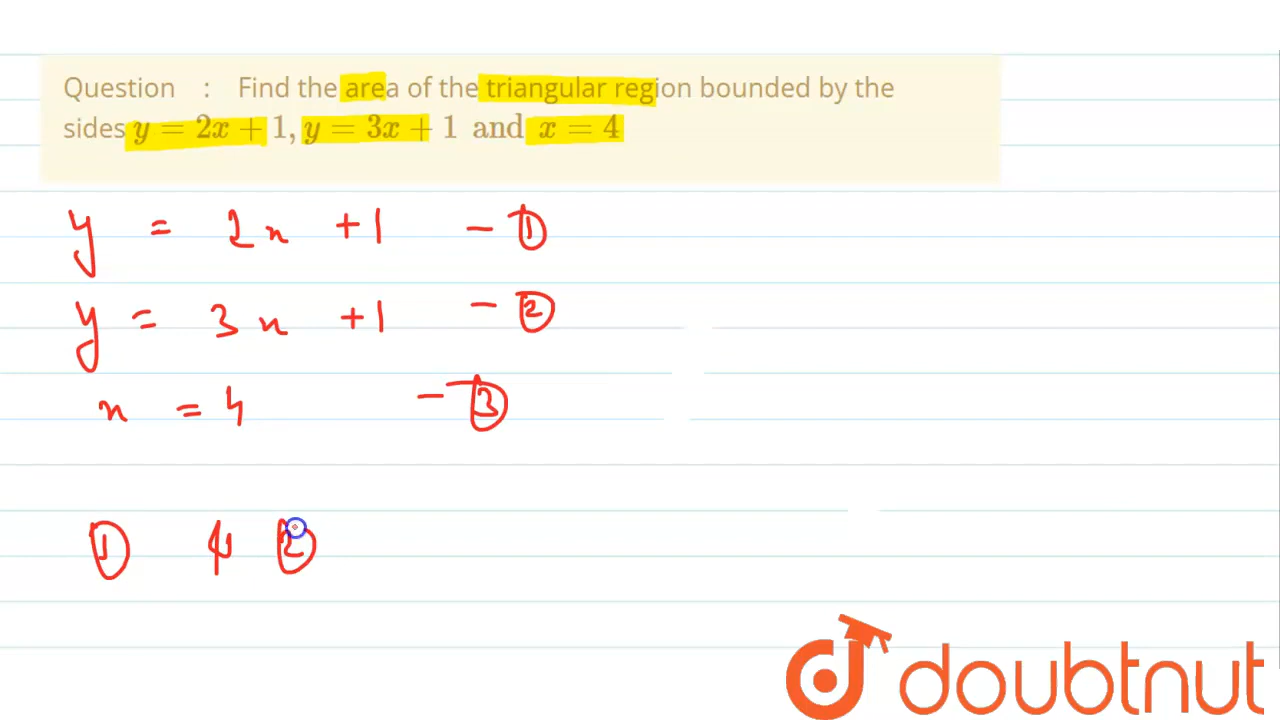 Question : Find the area of the triangular region bounded by the
sides y = 2x + 1, y = 3x + 1 and x = 4
y = 2x + 1 - ①
y = 3x + 1 - ②
x = 4 - ③
① & ②
doubtnut